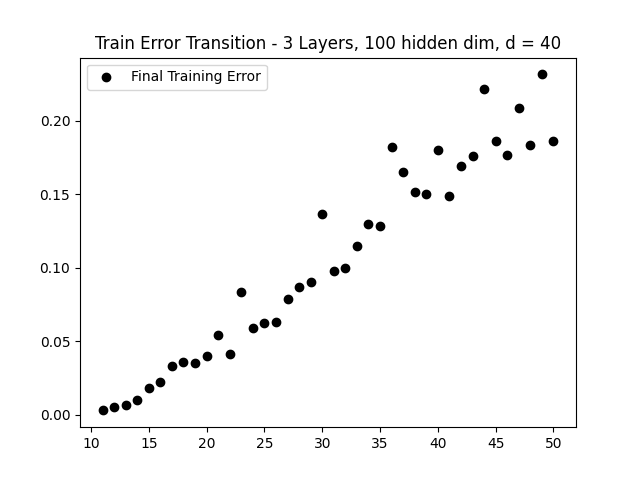 Train Error Transition - 3 Layers, 100 hidden dim, d = 40
Final Training Error
0.20
0.15
0.10
0.05
0.00
10 15 20 25 30 35 40 45 50